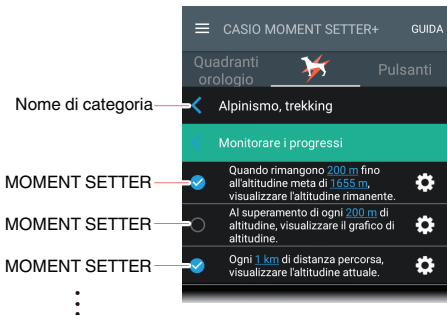 CASIO MOMENT SETTER+ GUIDA
Quadranti orologio Pulsanti
Nome di categoria
Alpinismo, trekking
Monitorare i progressi
MOMENT SETTER
Quando rimangono 200 m fino
all'altitudine meta di 1655 m,
visualizzare l'altitudine rimanente.
MOMENT SETTER
Al superamento di ogni 200 m di
altitudine, visualizzare il grafico di
altitudine.
MOMENT SETTER
Ogni 1 km di distanza percorsa,
visualizzare l'altitudine attuale.